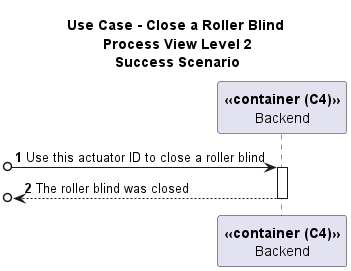 Use Case - Close a Roller Blind
Process View Level 2
Success Scenario
«container (C4)»
Backend
1 Use this actuator ID to close a roller blind
2 The roller blind was closed
«container (C4)»
Backend